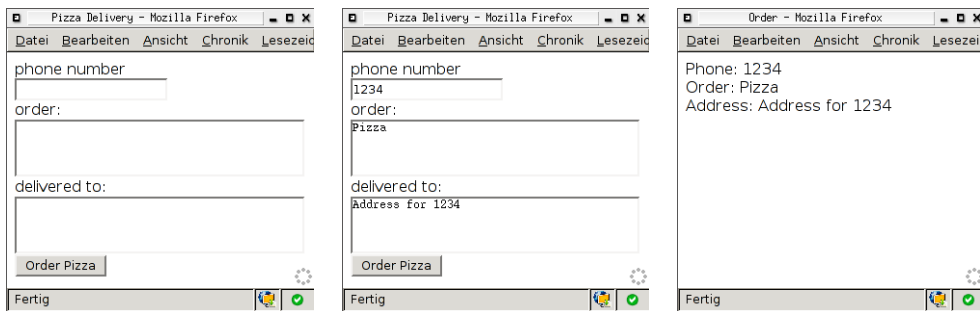 Pizza Delivery - Mozilla Firefox
Datei Bearbeiten Ansicht Chronik Lesezeic
phone number
order:
delivered to:
Order Pizza
Fertig
Pizza Delivery - Mozilla Firefox
Datei Bearbeiten Ansicht Chronik Lesezeic
phone number
1234
order:
Pizza
delivered to:
Address for 1234
Order Pizza
Fertig
Order - Mozilla Firefox
Datei Bearbeiten Ansicht Chronik Lesezei
Phone: 1234
Order: Pizza
Address: Address for 1234
Fertig